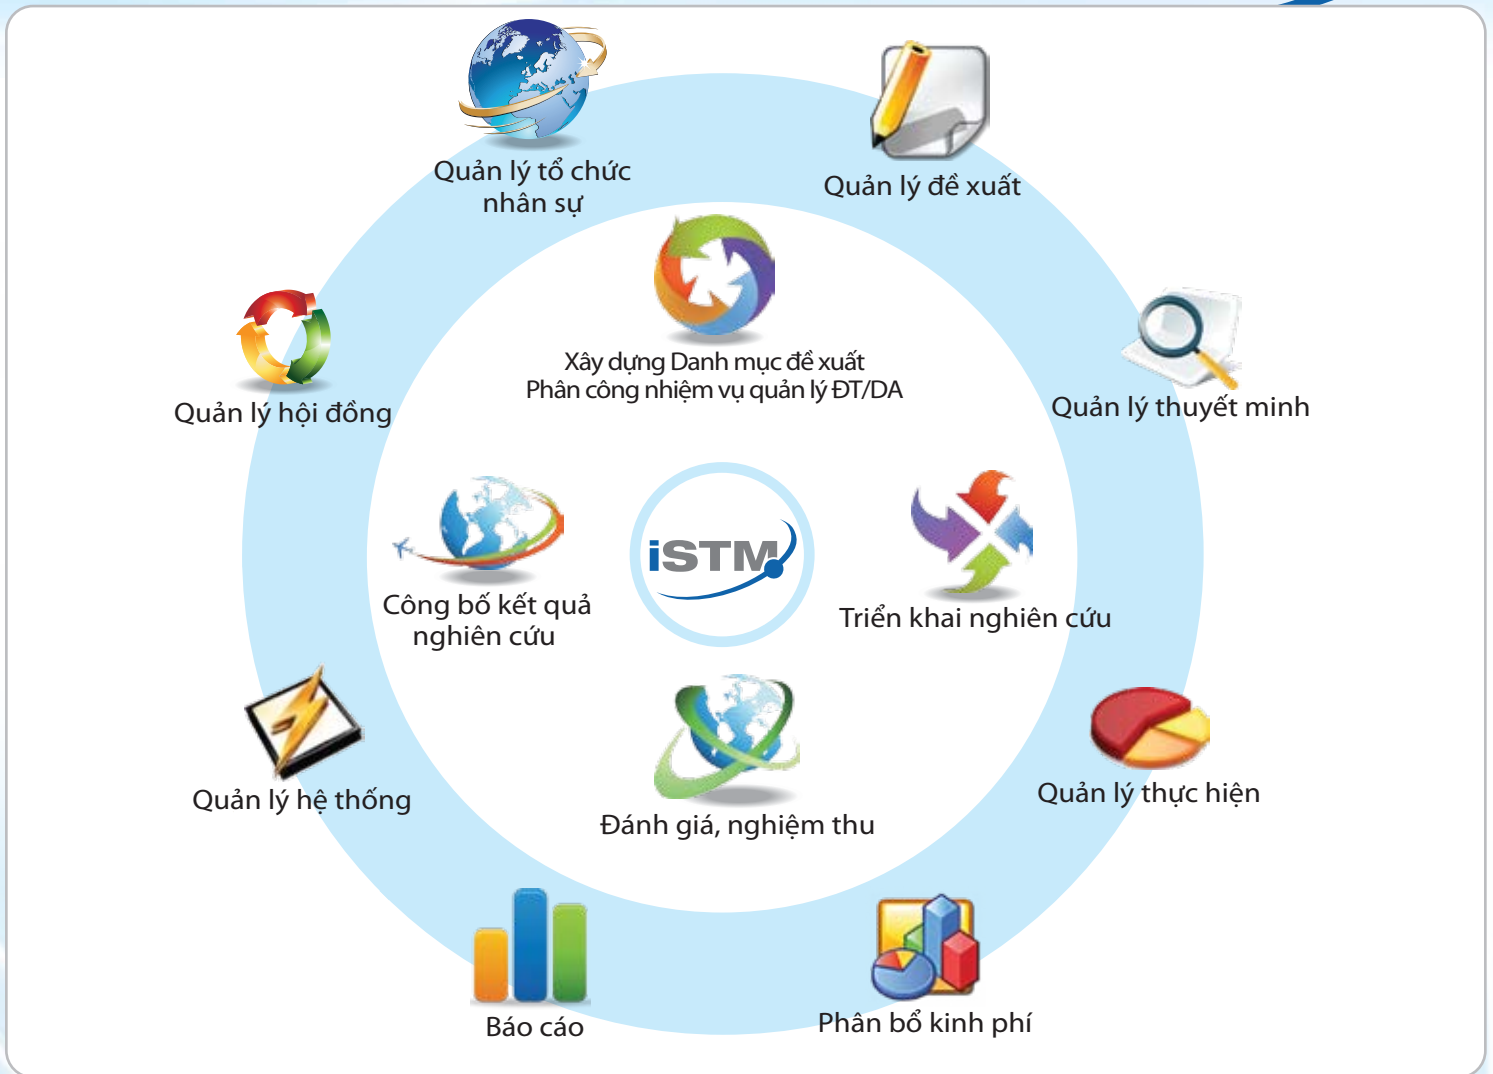 Quản lý tổ chức
nhân sự
Quản lý đề xuất
Xây dựng Danh mục đề xuất
Phân công nhiệm vụ quản lý ĐT/DA
Quản lý hội đồng
Quản lý thuyết minh
iSTM
Công bố kết quả
nghiên cứu
Triển khai nghiên cứu
Quản lý hệ thống
Quản lý thực hiện
Đánh giá, nghiệm thu
Báo cáo
Phân bổ kinh phí